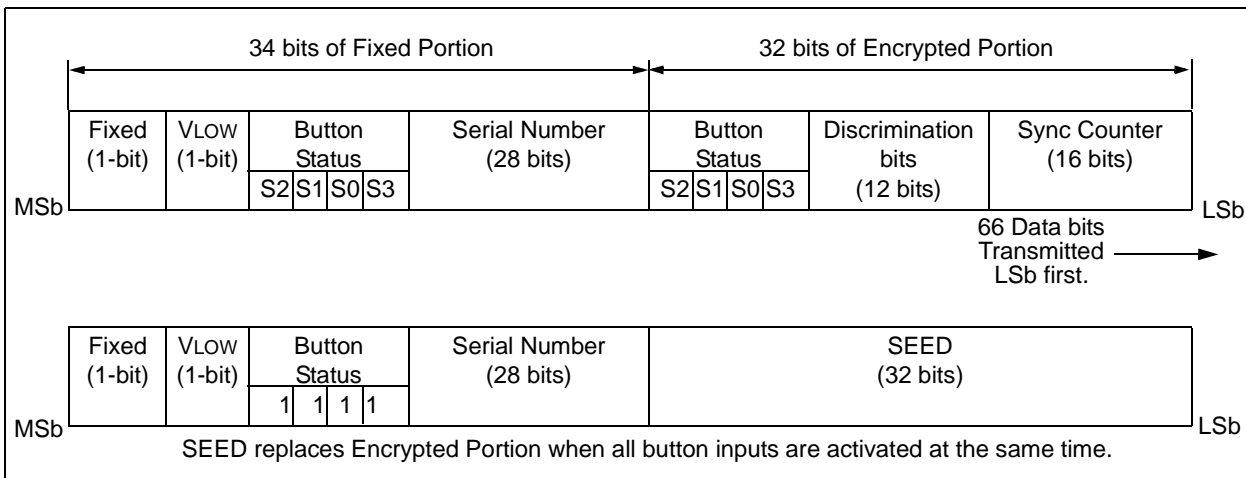 34 bits of Fixed Portion
32 bits of Encrypted Portion
Fixed
(1-bit)
VLOW
(1-bit)
Button
Status
S2 S1 S0 S3
Serial Number
(28 bits)
Button
Status
S2 S1 S0 S3
Discrimination
bits
(12 bits)
Sync Counter
(16 bits)
MSb
LSb
66 Data bits
Transmitted
LSb first.
Fixed
(1-bit)
VLOW
(1-bit)
Button
Status
1 1 1 1
Serial Number
(28 bits)
SEED
(32 bits)
MSb
LSb
SEED replaces Encrypted Portion when all button inputs are activated at the same time.